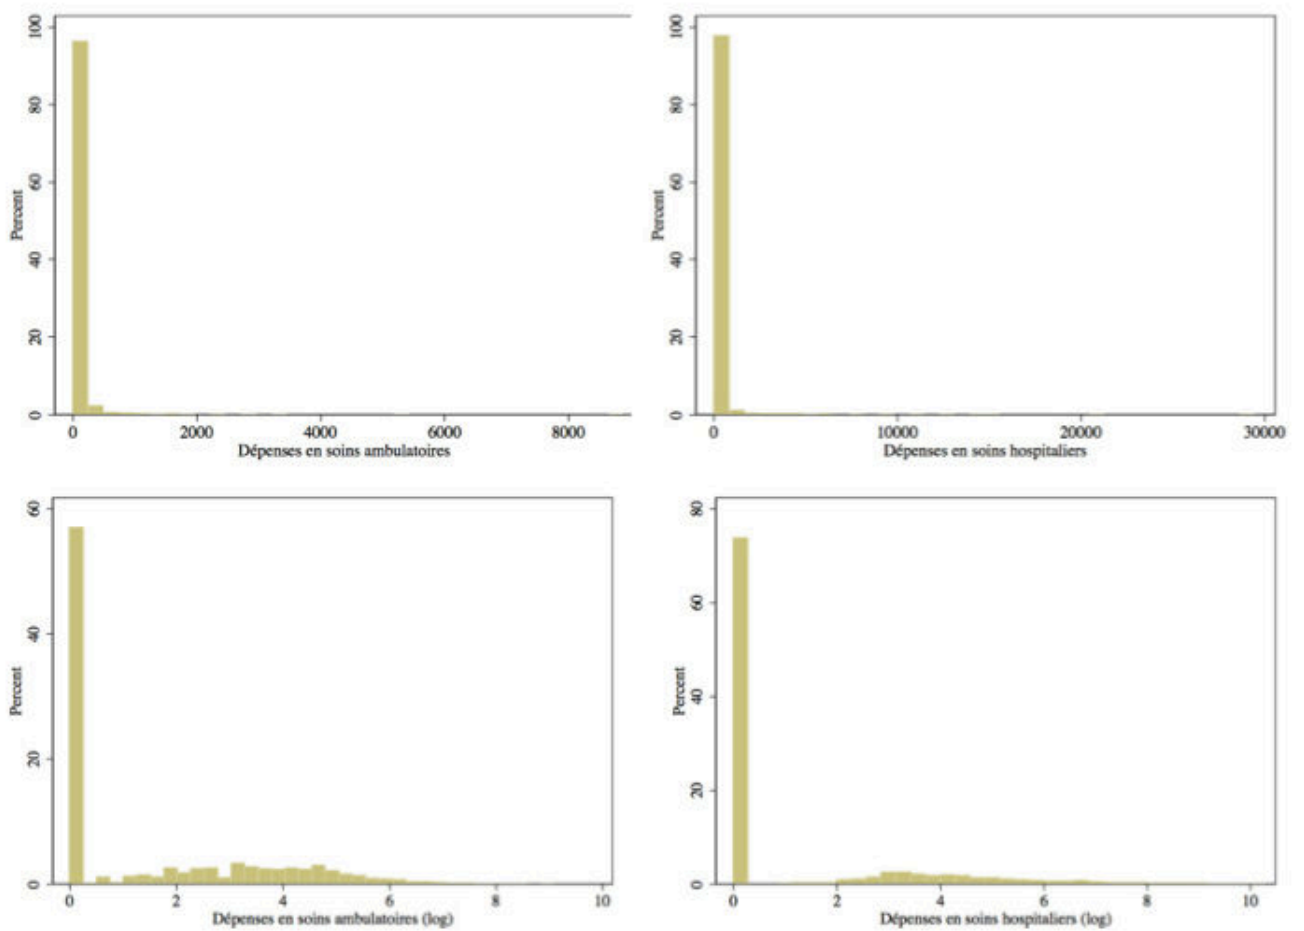 Percent
100
80
60
40
20
0
0 2000 4000 6000 8000
Dépenses en soins ambulatoires
Percent
100
80
60
40
20
0
0 10000 20000 30000
Dépenses en soins hospitaliers
Percent
60
40
20
0
0 2 4 6 8 10
Dépenses en soins ambulatoires (log)
Percent
80
60
40
20
0
0 2 4 6 8 10
Dépenses en soins hospitaliers (log)